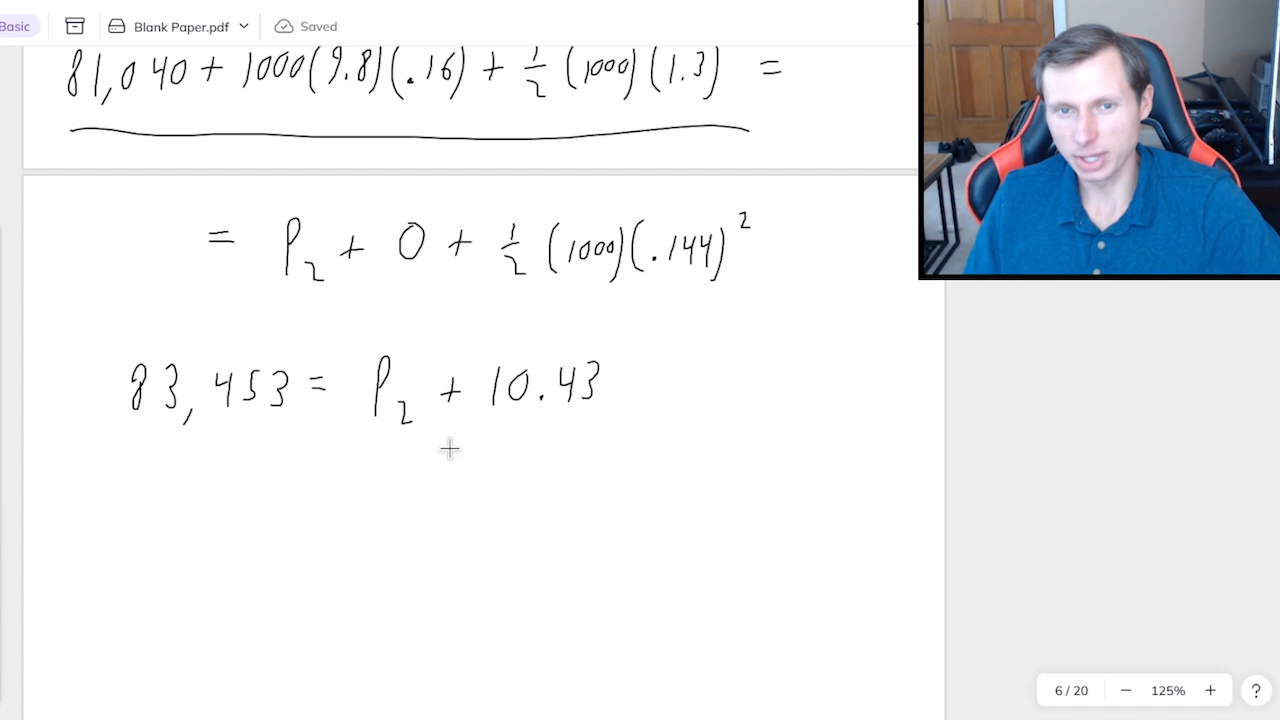 Basic
Blank Paper.pdf
Saved
81,040 + 1000(9.8)(.16) + 1/2 (1000)(1.3) =
= P₂ + 0 + 1/2 (1000)(.144)²
83,453 = P₂ + 10.43
6 / 20
125%
?